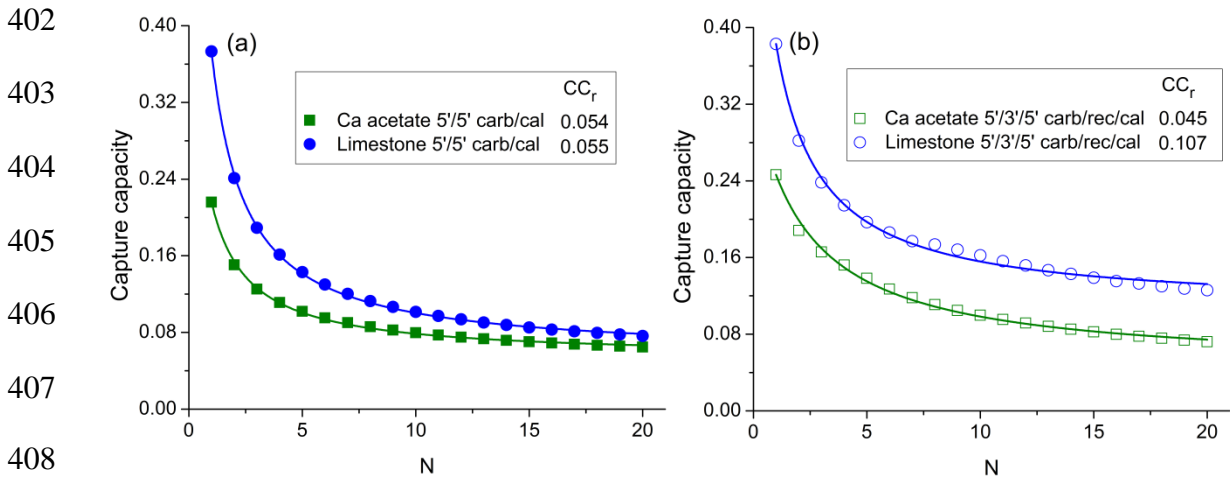 402
403
404
405
406
407
408
(a)
CCr
Ca acetate 5'/5' carb/cal 0.054
Limestone 5'/5' carb/cal 0.055
Capture capacity
0.40
0.32
0.24
0.16
0.08
0.00
0 5 10 15 20
N
(b)
CCr
Ca acetate 5'/3'/5' carb/rec/cal 0.045
Limestone 5'/3'/5' carb/rec/cal 0.107
Capture capacity
0.40
0.32
0.24
0.16
0.08
0.00
0 5 10 15 20
N